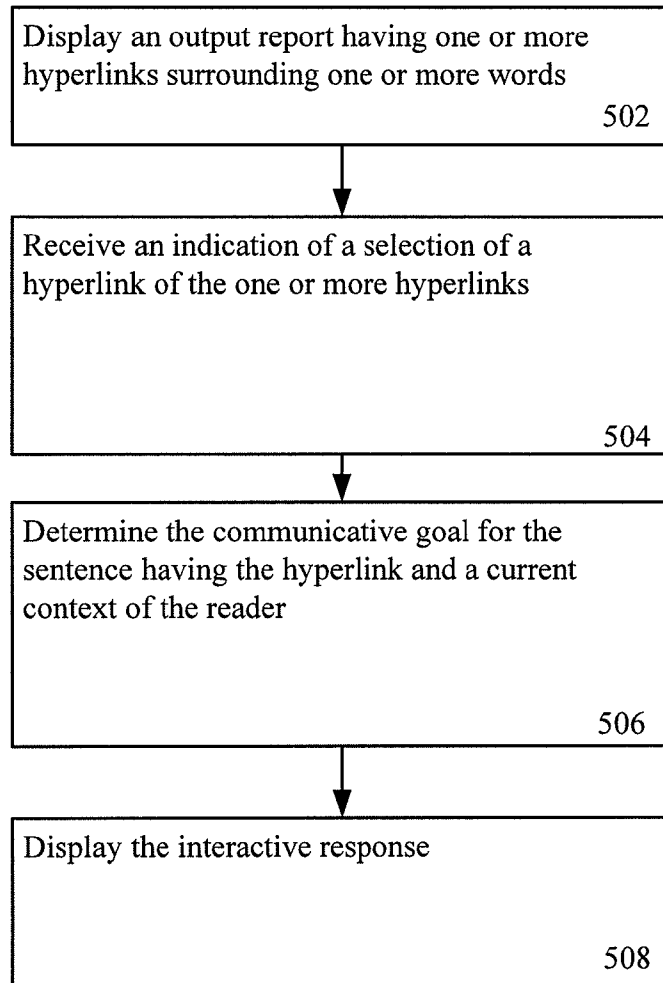 Display an output report having one or more
hyperlinks surrounding one or more words
502
Receive an indication of a selection of a
hyperlink of the one or more hyperlinks
504
Determine the communicative goal for the
sentence having the hyperlink and a current
context of the reader
506
Display the interactive response
508